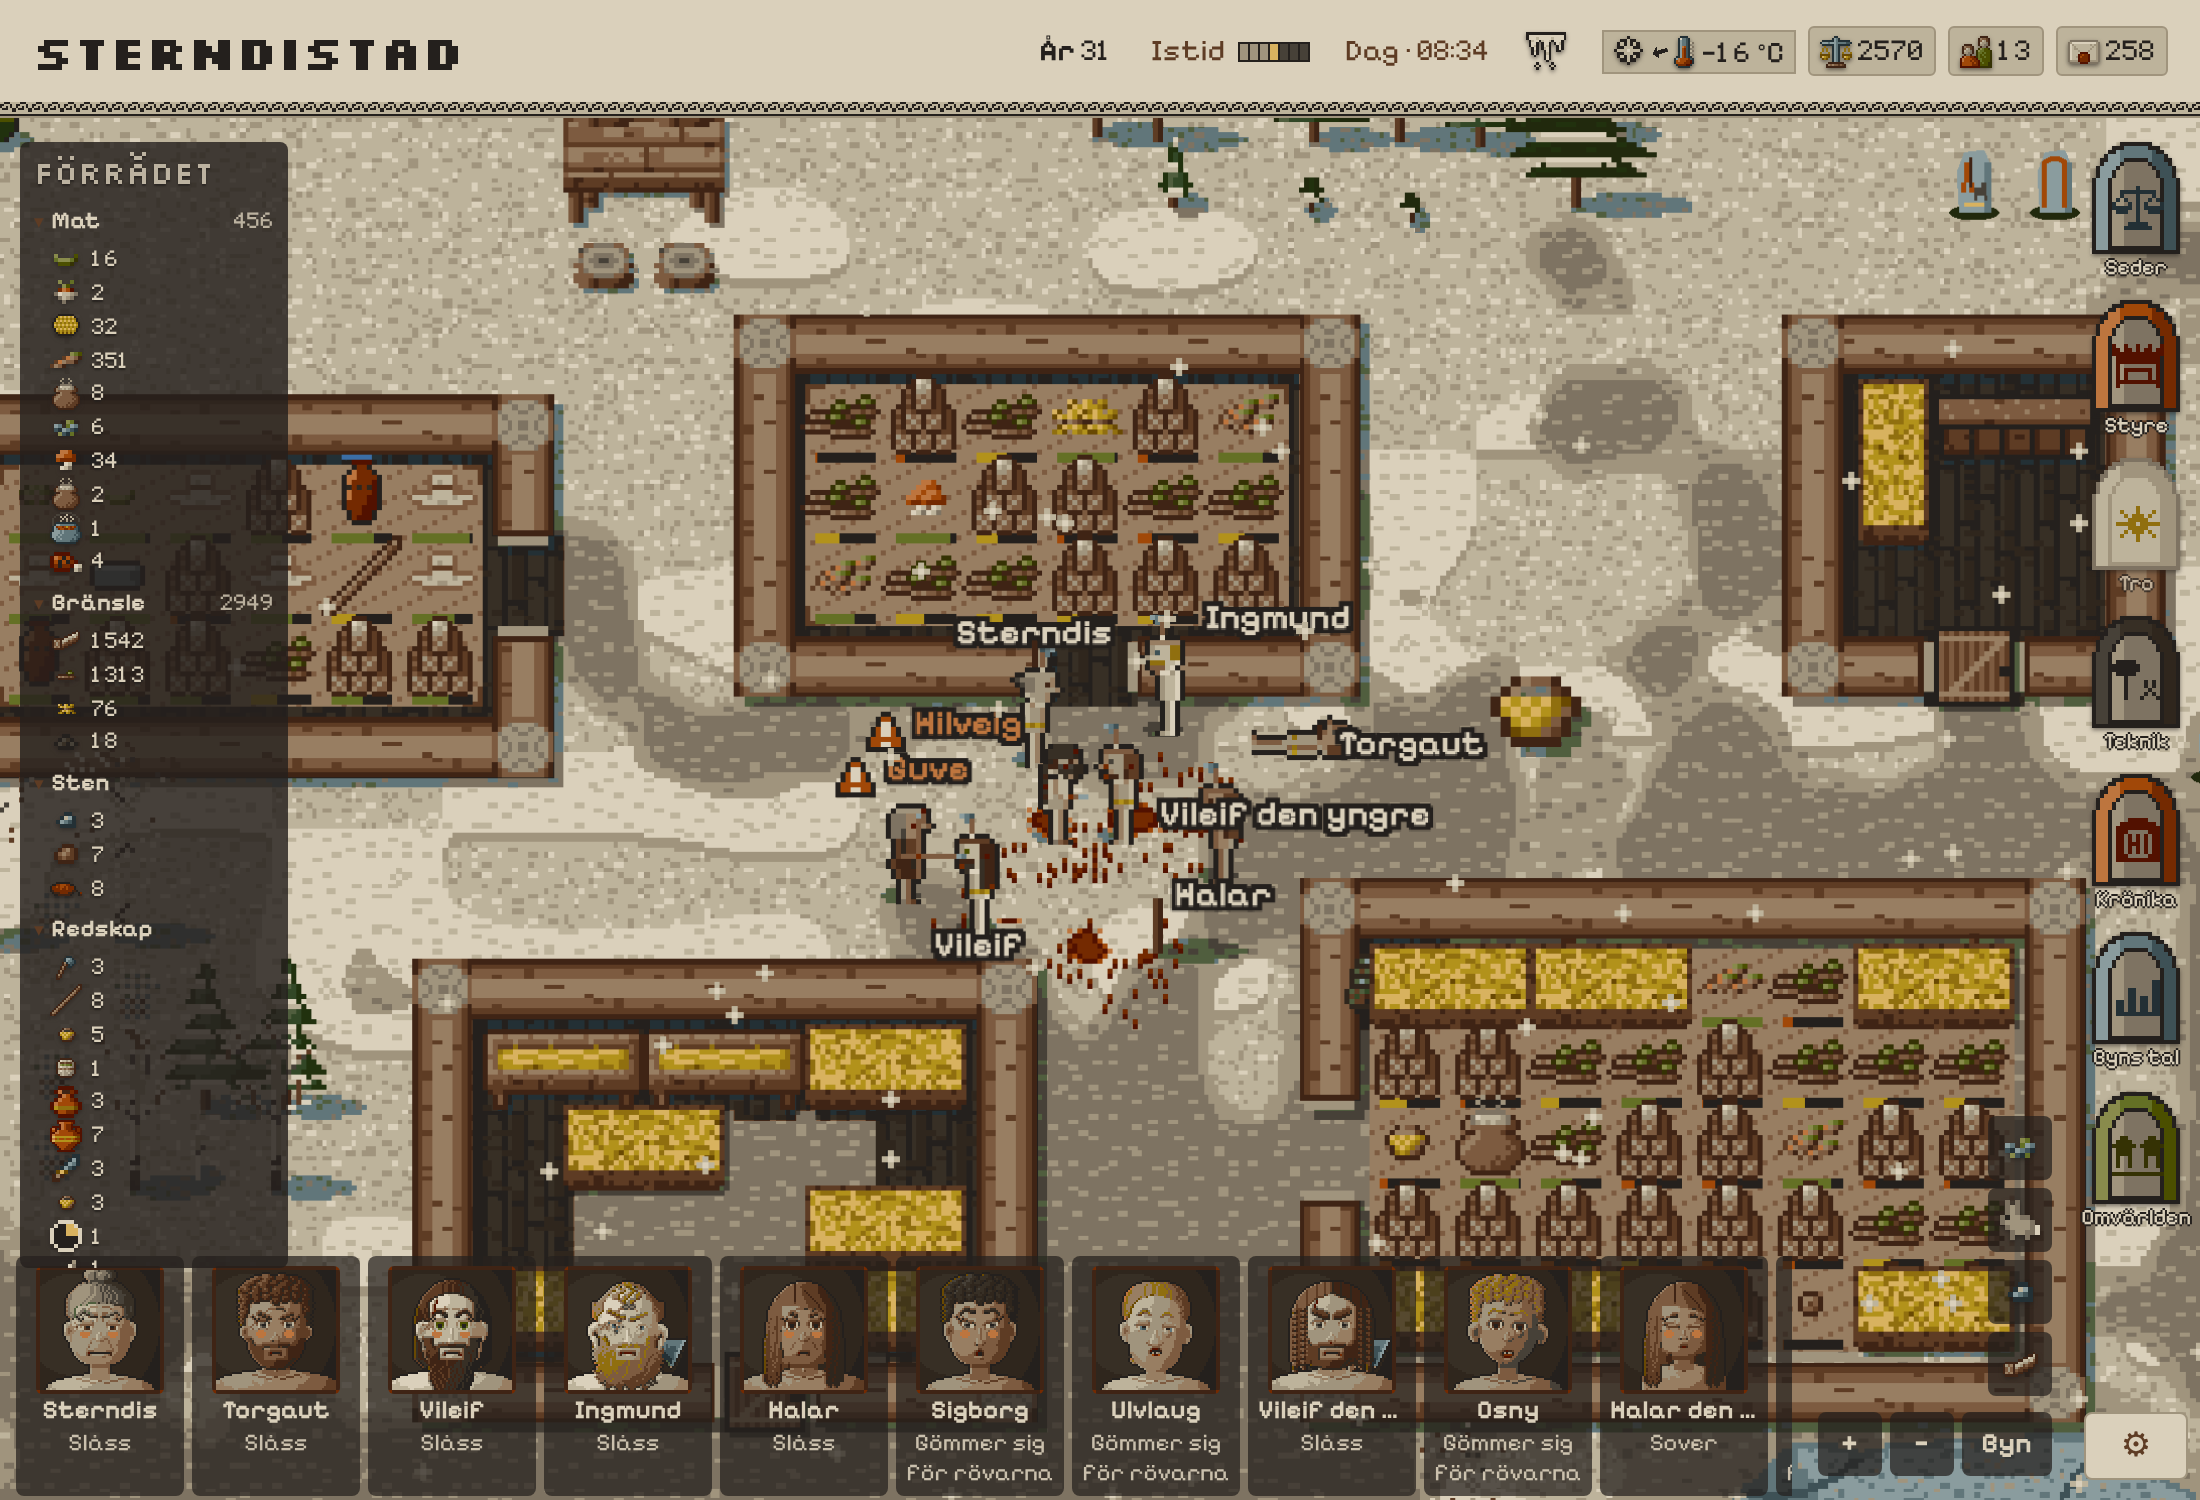 STERNDISTAD
År 31
Istid
Dag · 08:34
-16 °C
2570
13
258
FÖRRÅDET
Mat 456
16
2
32
351
8
6
34
2
1
4
Bränsle 2949
1542
1313
76
18
Sten
3
7
8
Redskap
3
8
5
1
3
7
3
3
1
Ingmund
Sterndis
Hilveig
Guve
Torgaut
Vileif den yngre
Halar
Vileif
Seder
Styre
Tro
Teknik
Krönika
Byns tal
Omvärlden
Sterndis
Slåss
Torgaut
Slåss
Vileif
Slåss
Ingmund
Slåss
Halar
Slåss
Sigborg
Gömmer sig
för rövarna
Ulvlaug
Gömmer sig
för rövarna
Vileif den ...
Slåss
Osny
Gömmer sig
för rövarna
Halar den ...
Sover
+
-
Byn